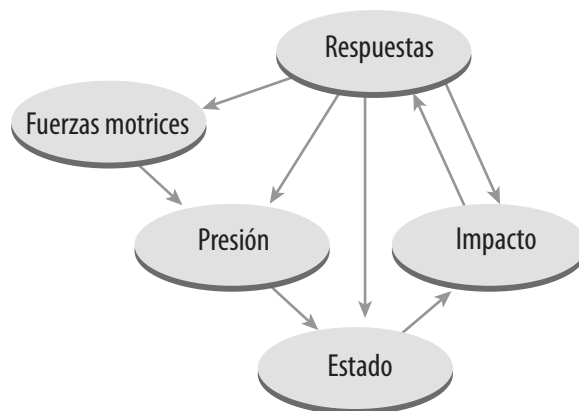 Respuestas
Fuerzas motrices
Presión
Impacto
Estado